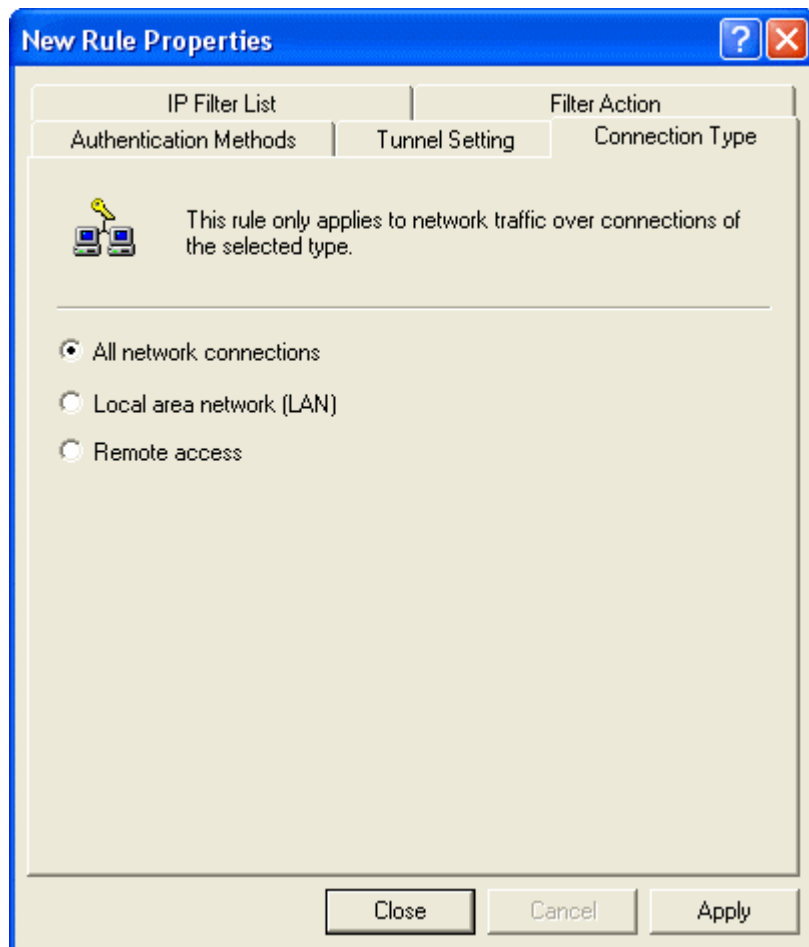 New Rule Properties
?
IP Filter List
Filter Action
Authentication Methods
Tunnel Setting
Connection Type
This rule only applies to network traffic over connections of
the selected type.
All network connections
Local area network (LAN)
Remote access
Close
Cancel
Apply